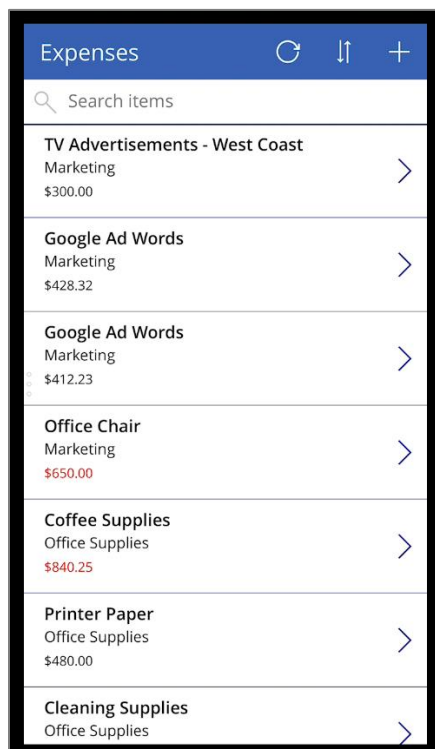 Expenses
Search items
TV Advertisements - West Coast
Marketing
$300.00
Google Ad Words
Marketing
$428.32
Google Ad Words
Marketing
$412.23
Office Chair
Marketing
$650.00
Coffee Supplies
Office Supplies
$840.25
Printer Paper
Office Supplies
$480.00
Cleaning Supplies
Office Supplies